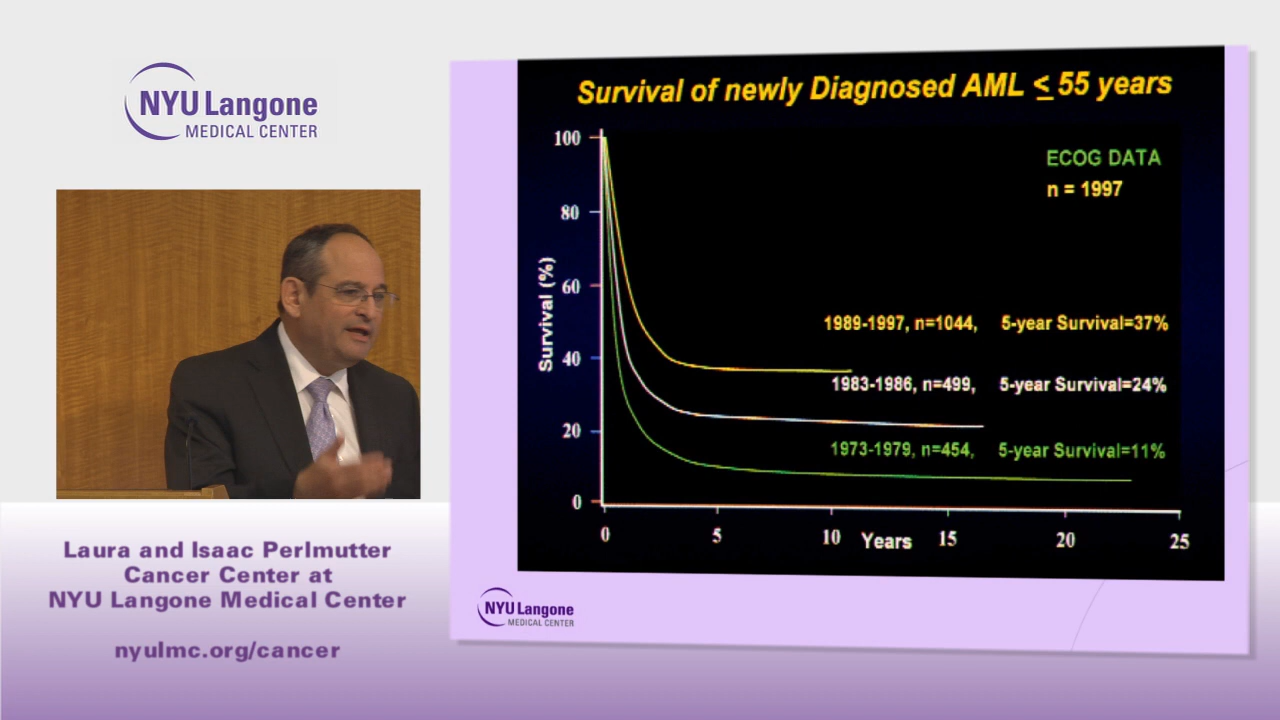 NYU Langone
MEDICAL CENTER
Laura and Isaac Perlmutter
Cancer Center at
NYU Langone Medical Center
nyulmc.org/cancer
Survival of newly Diagnosed AML ≤ 55 years
ECOG DATA
n = 1997
Survival (%)
100
80
60
40
20
0
1989-1997, n=1044, 5-year Survival=37%
1983-1986, n=499, 5-year Survival=24%
1973-1979, n=454, 5-year Survival=11%
0 5 10 15 20 25
Years
NYU Langone
MEDICAL CENTER